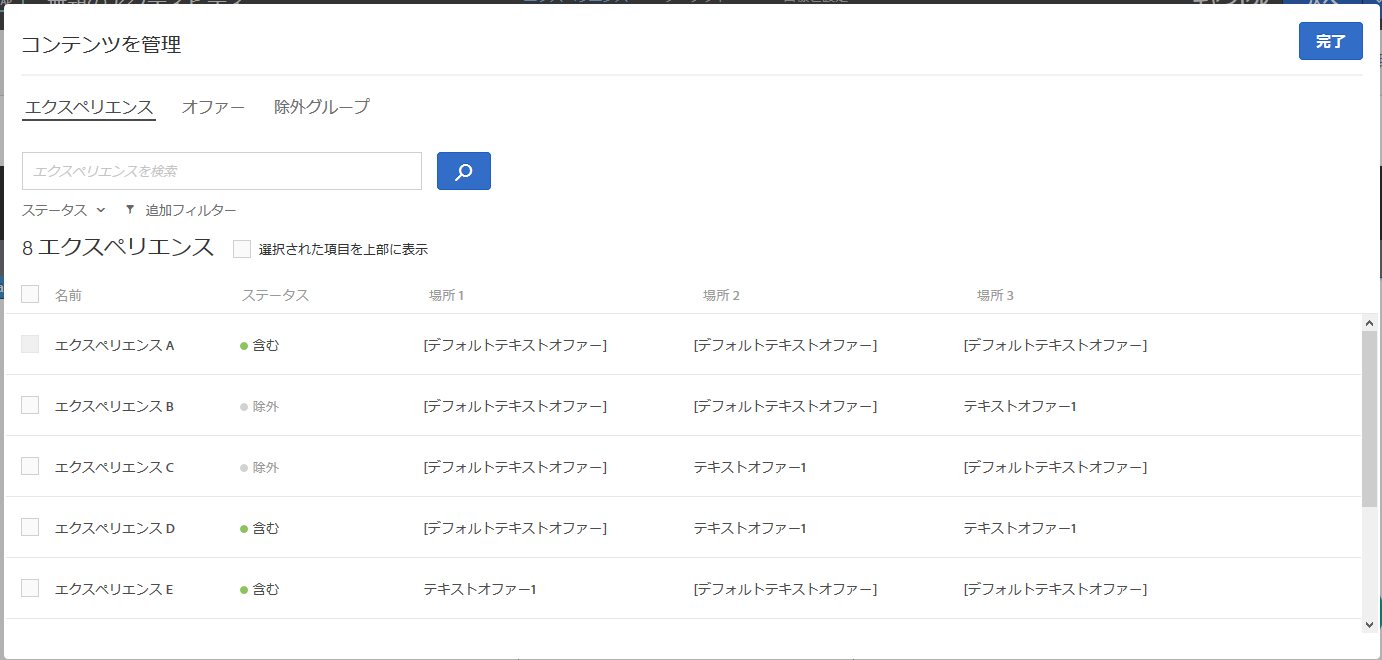 コンテンツを管理
完了
エクスペリエンス オファー 除外グループ
エクスペリエンスを検索
ステータス 追加フィルター
8 エクスペリエンス 選択された項目を上部に表示
名前 ステータス 場所 1 場所 2 場所 3
エクスペリエンス A 含む [デフォルトテキストオファー] [デフォルトテキストオファー] [デフォルトテキストオファー]
エクスペリエンス B 除外 [デフォルトテキストオファー] [デフォルトテキストオファー] テキストオファー1
エクスペリエンス C 除外 [デフォルトテキストオファー] テキストオファー1 [デフォルトテキストオファー]
エクスペリエンス D 含む [デフォルトテキストオファー] テキストオファー1 テキストオファー1
エクスペリエンス E 含む テキストオファー1 [デフォルトテキストオファー] [デフォルトテキストオファー]